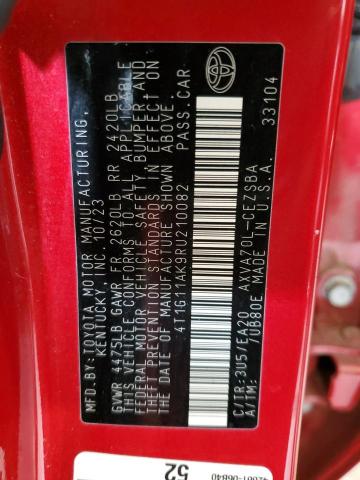 MFD.BY:TOYOTA MOTOR MANUFACTURING,
KENTUCKY, INC. 10/23
GVWR 4475LB GAWR FR 2620LB RR 2420LB
THIS VEHICLE CONFORMS TO ALL APPLICABLE
FEDERAL MOTOR VEHICLE SAFETY, BUMPER, AND
THEFT PREVENTION STANDARDS IN EFFECT ON
THE DATE OF MANUFACTURE SHOWN ABOVE.
4T1G11AK9RU210082 PASS.CAR
C/TR:3U5/EA20 AXVA70L-CEZSBA
A/TM: /UB80E MADE IN U.S.A. 33104
52